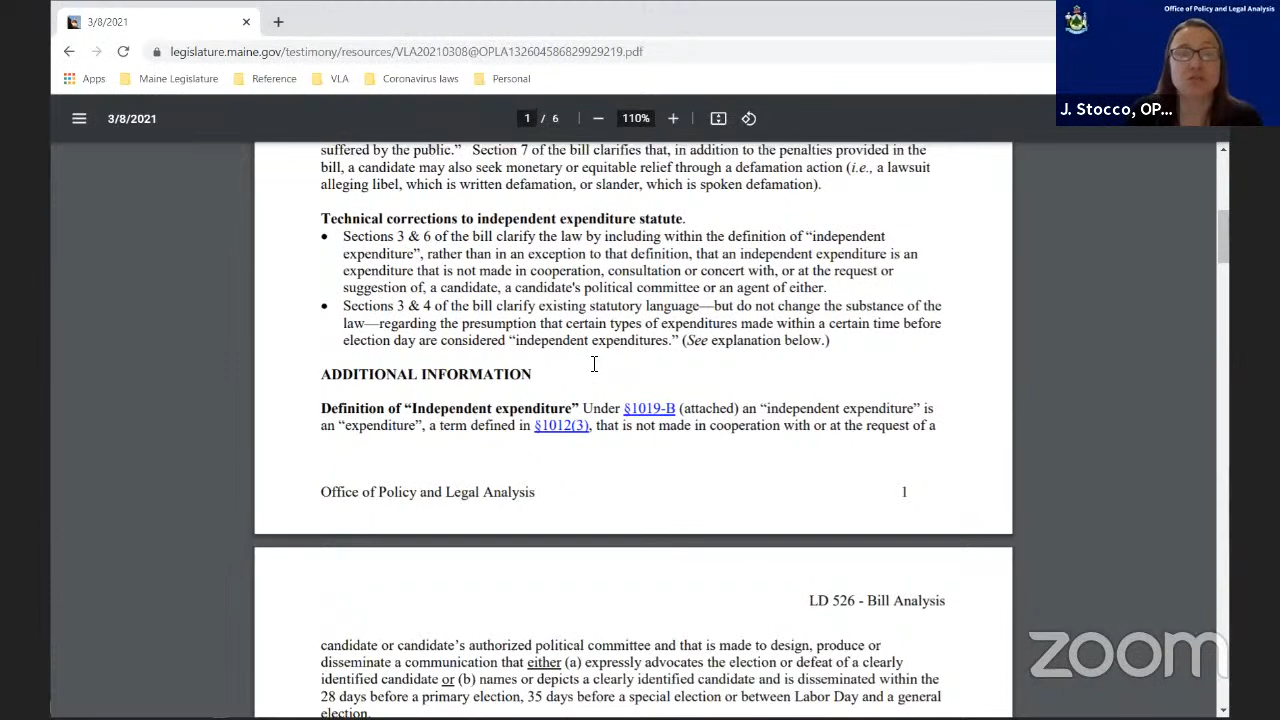 3/8/2021
legislature.maine.gov/testimony/resources/VLA20210308@OPLA132604586829929219.pdf
Apps Maine Legislature Reference VLA Coronavirus laws Personal
Office of Policy and Legal Analysis
J. Stocco, OP...
3/8/2021 1 / 6 110%
suffered by the public.” Section 7 of the bill clarifies that, in addition to the penalties provided in the
bill, a candidate may also seek monetary or equitable relief through a defamation action (i.e., a lawsuit
alleging libel, which is written defamation, or slander, which is spoken defamation).
Technical corrections to independent expenditure statute.
• Sections 3 & 6 of the bill clarify the law by including within the definition of “independent
expenditure”, rather than in an exception to that definition, that an independent expenditure is an
expenditure that is not made in cooperation, consultation or concert with, or at the request or
suggestion of, a candidate, a candidate's political committee or an agent of either.
• Sections 3 & 4 of the bill clarify existing statutory language—but do not change the substance of the
law—regarding the presumption that certain types of expenditures made within a certain time before
election day are considered “independent expenditures.” (See explanation below.)
ADDITIONAL INFORMATION
Definition of “Independent expenditure” Under §1019-B (attached) an “independent expenditure” is
an “expenditure”, a term defined in §1012(3), that is not made in cooperation with or at the request of a
Office of Policy and Legal Analysis 1
LD 526 - Bill Analysis
candidate or candidate’s authorized political committee and that is made to design, produce or
disseminate a communication that either (a) expressly advocates the election or defeat of a clearly
identified candidate or (b) names or depicts a clearly identified candidate and is disseminated within the
28 days before a primary election, 35 days before a special election or between Labor Day and a general
election.
zoom